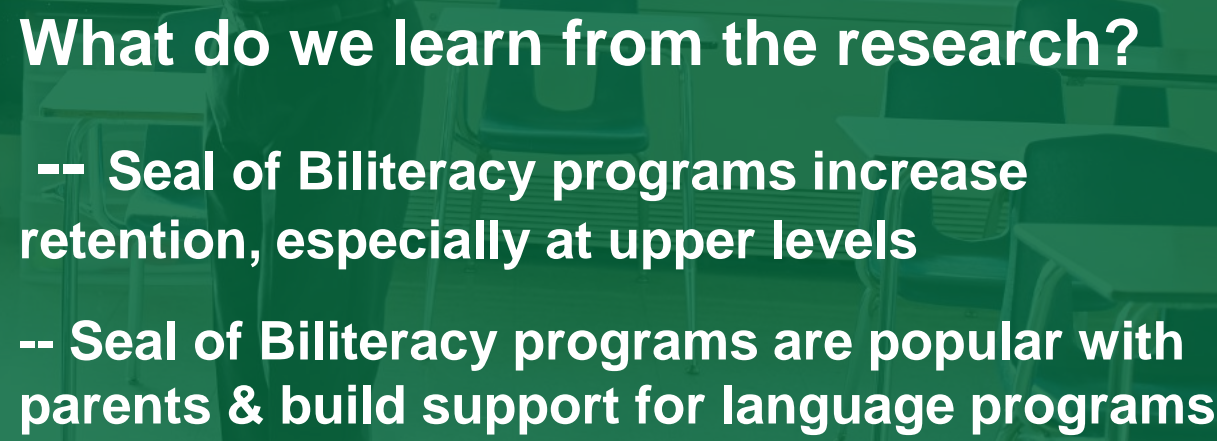 What do we learn from the research?
-- Seal of Biliteracy programs increase
retention, especially at upper levels
-- Seal of Biliteracy programs are popular with
parents & build support for language programs